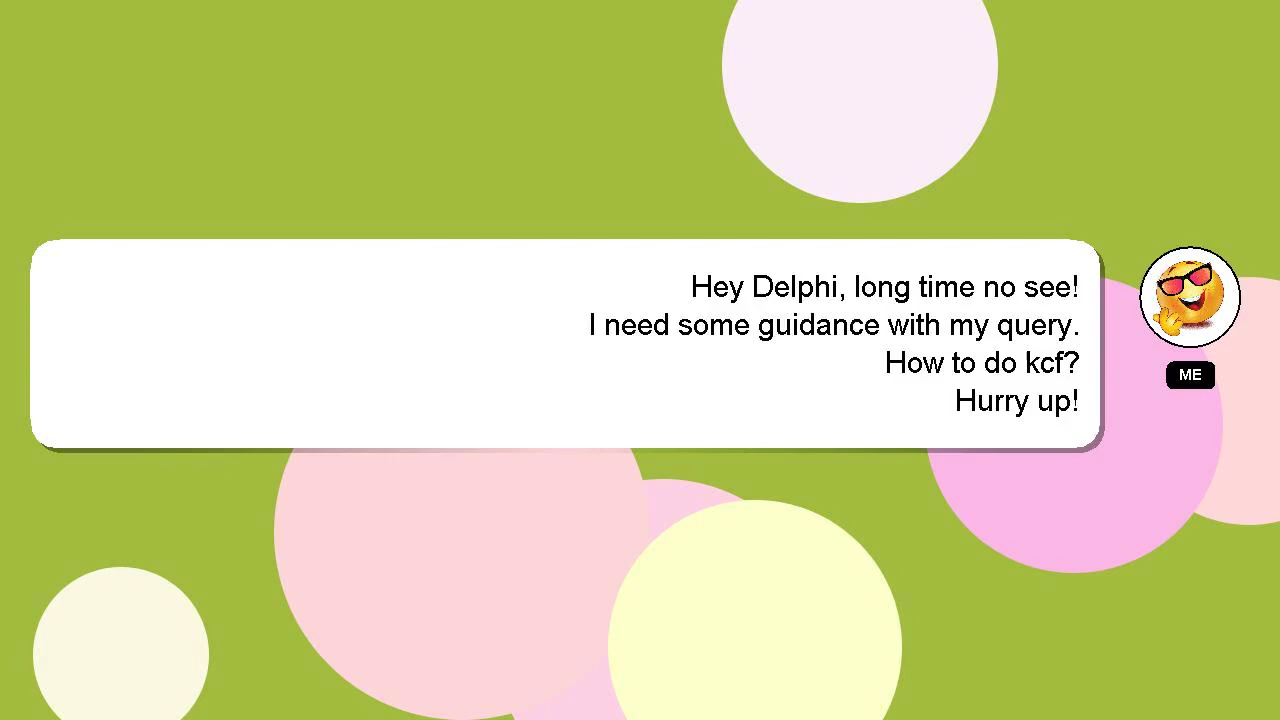 Hey Delphi, long time no see!
I need some guidance with my query.
How to do kcf?
Hurry up!
ME